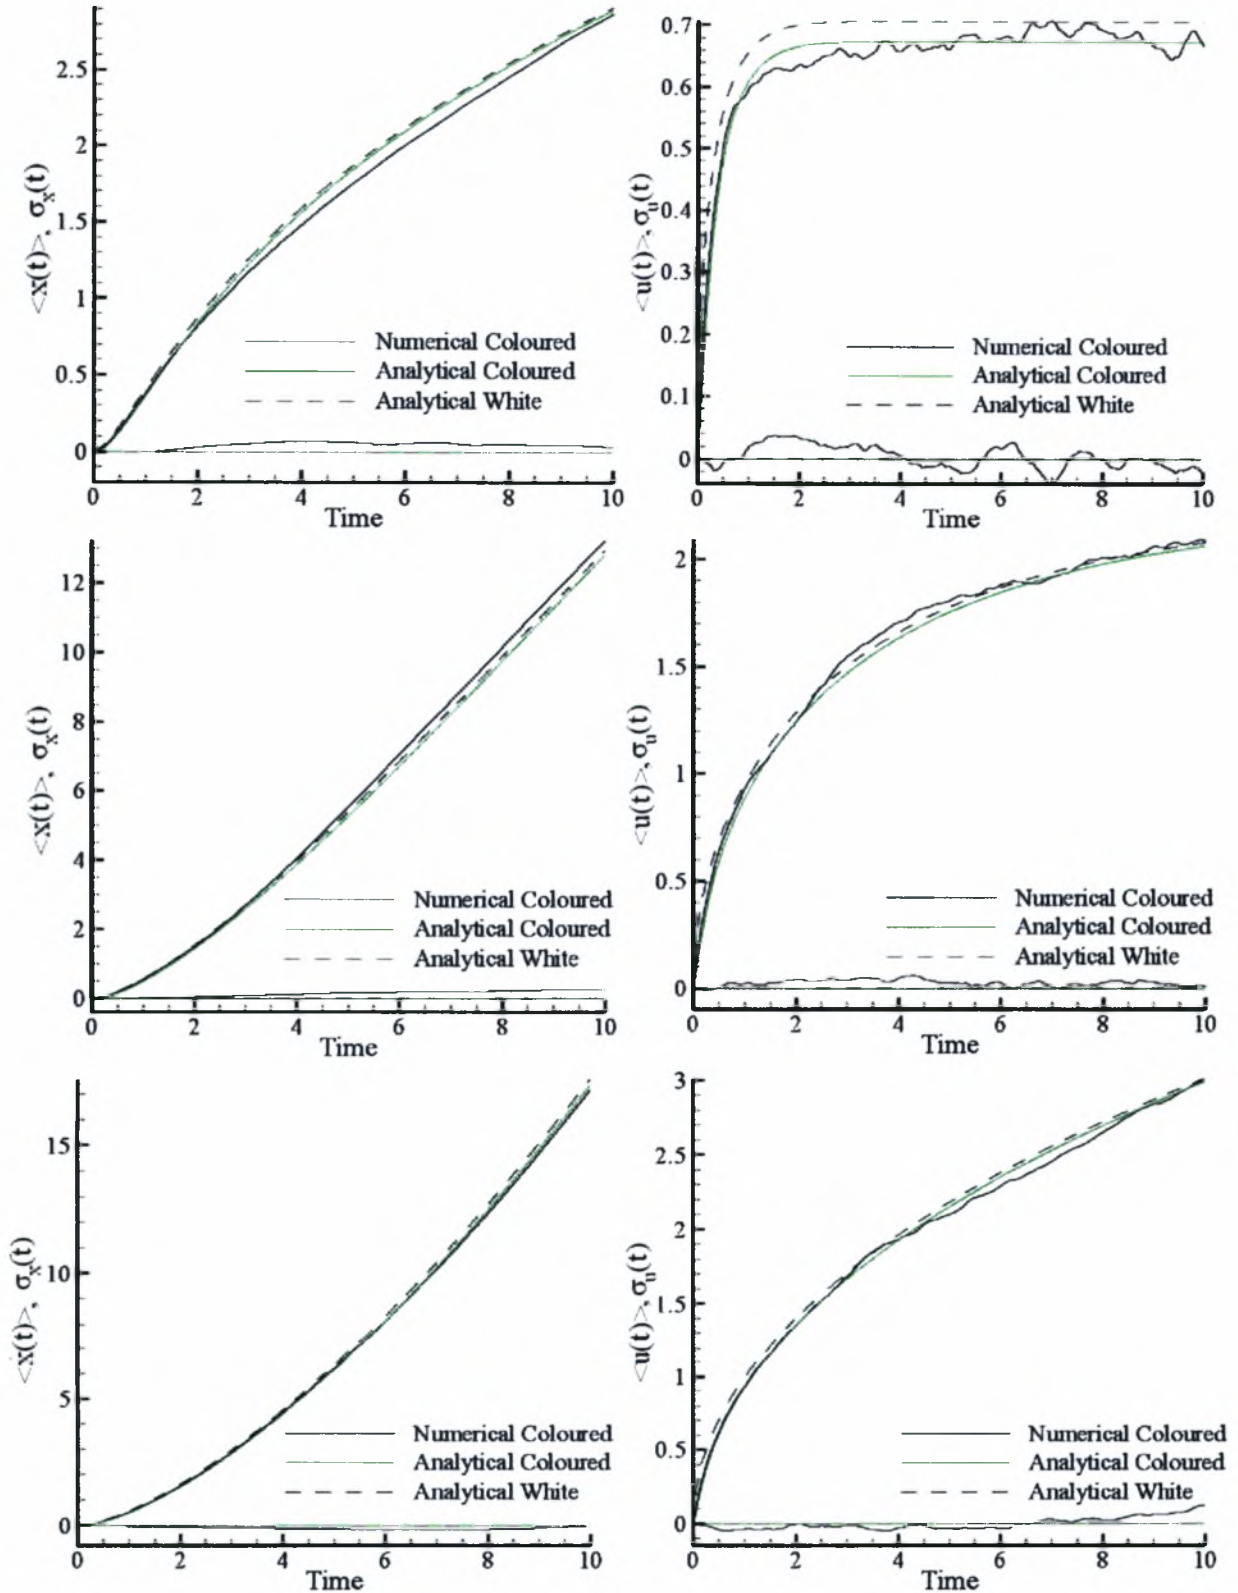 2.5
2
1.5
1
0.5
0
<x(t)>, σx(t)
Numerical Coloured
Analytical Coloured
Analytical White
0 2 4 6 8 10
Time
0.7
0.6
0.5
0.4
0.3
0.2
0.1
0
<u(t)>, σu(t)
Numerical Coloured
Analytical Coloured
Analytical White
0 2 4 6 8 10
Time
12
10
8
6
4
2
0
<x(t)>, σx(t)
Numerical Coloured
Analytical Coloured
Analytical White
0 2 4 6 8 10
Time
2
1.5
1
0.5
0
<u(t)>, σu(t)
Numerical Coloured
Analytical Coloured
Analytical White
0 2 4 6 8 10
Time
15
10
5
0
<x(t)>, σx(t)
Numerical Coloured
Analytical Coloured
Analytical White
0 2 4 6 8 10
Time
3
2.5
2
1.5
1
0.5
0
<u(t)>, σu(t)
Numerical Coloured
Analytical Coloured
Analytical White
0 2 4 6 8 10
Time